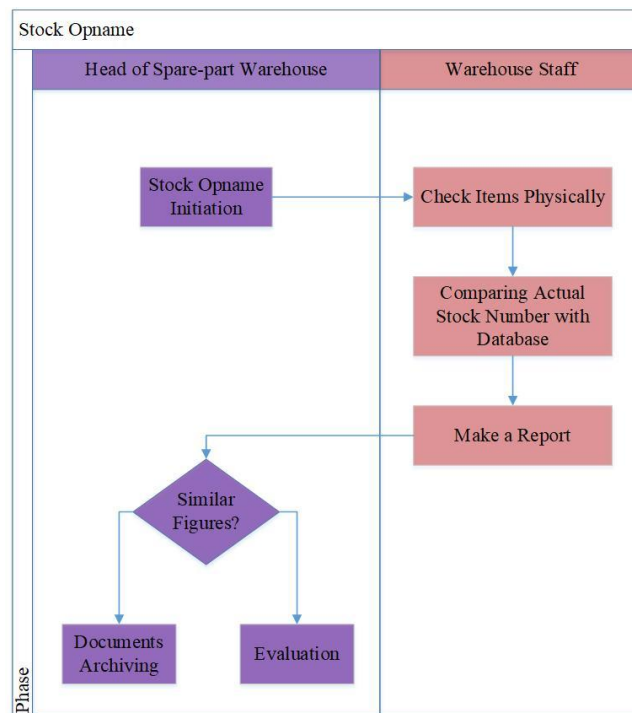 Stock Opname
Head of Spare-part Warehouse
Warehouse Staff
Stock Opname
Initiation
Check Items Physically
Comparing Actual
Stock Number with
Database
Make a Report
Similar
Figures?
Documents
Archiving
Evaluation
Phase